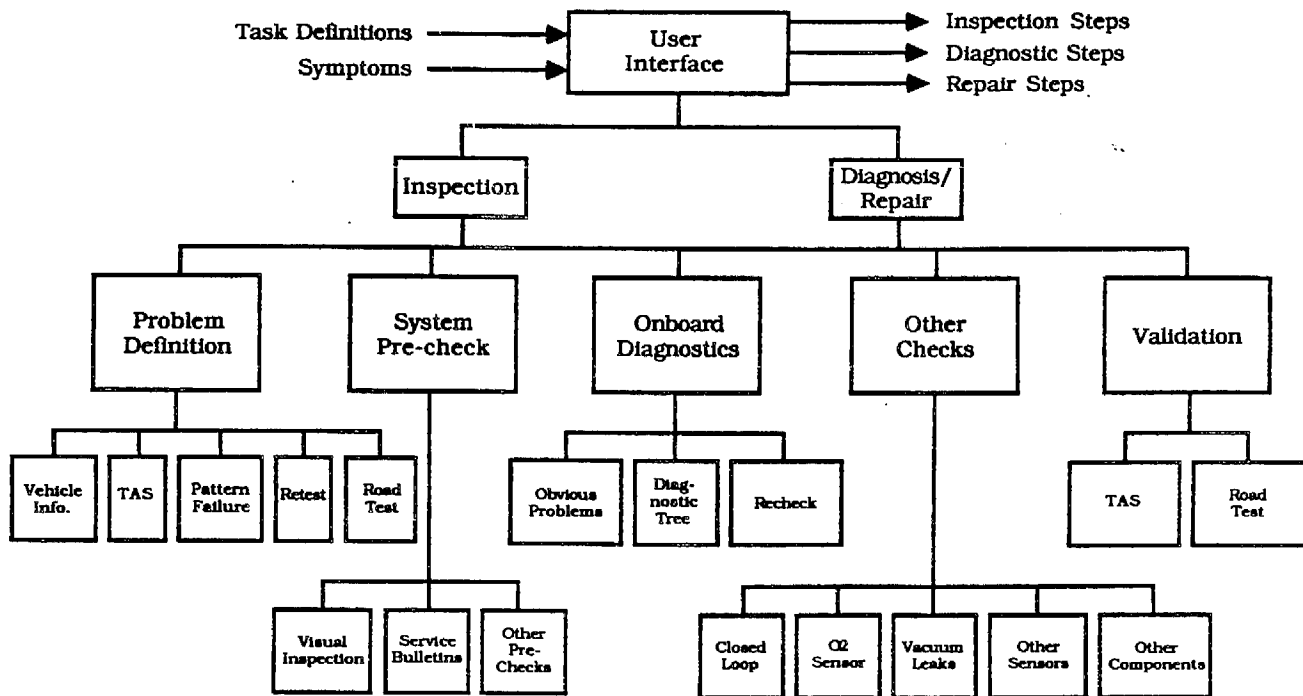 Task Definitions
Symptoms
User
Interface
Inspection Steps
Diagnostic Steps
Repair Steps
Inspection
Diagnosis/
Repair
Problem
Definition
System
Pre-check
Onboard
Diagnostics
Other
Checks
Validation
Vehicle
Info.
TAS
Pattern
Failure
Retest
Road
Test
Obvious
Problems
Diag-
nostic
Tree
Recheck
TAS
Road
Test
Visual
Inspection
Service
Bulletins
Other
Pre-
Checks
Closed
Loop
O2
Sensor
Vacuum
Leaks
Other
Sensors
Other
Components